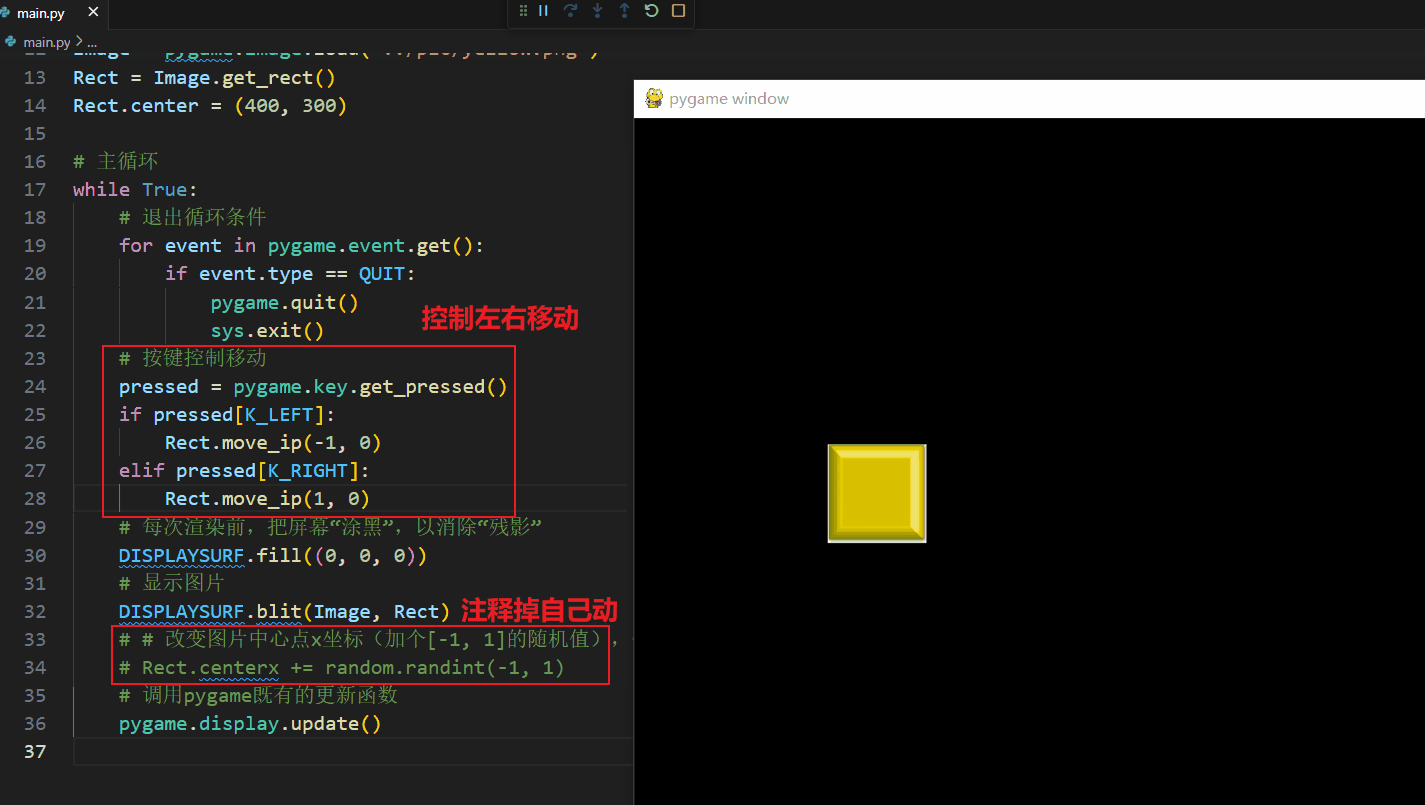 main.py
main.py > ...
12 Image = pygame.image.load("../pic/yellow.png")
13 Rect = Image.get_rect()
14 Rect.center = (400, 300)
15
16 # 主循环
17 while True:
18 # 退出循环条件
19 for event in pygame.event.get():
20 if event.type == QUIT:
21 pygame.quit()
22 sys.exit()
控制左右移动
23 # 按键控制移动
24 pressed = pygame.key.get_pressed()
25 if pressed[K_LEFT]:
26 Rect.move_ip(-1, 0)
27 elif pressed[K_RIGHT]:
28 Rect.move_ip(1, 0)
29 # 每次渲染前，把屏幕“涂黑”，以消除“残影”
30 DISPLAYSURF.fill((0, 0, 0))
31 # 显示图片
32 DISPLAYSURF.blit(Image, Rect)
注释掉自己动
33 # # 改变图片中心点x坐标（加个[-1, 1]的随机值），
34 # Rect.centerx += random.randint(-1, 1)
35 # 调用pygame既有的更新函数
36 pygame.display.update()
37
pygame window